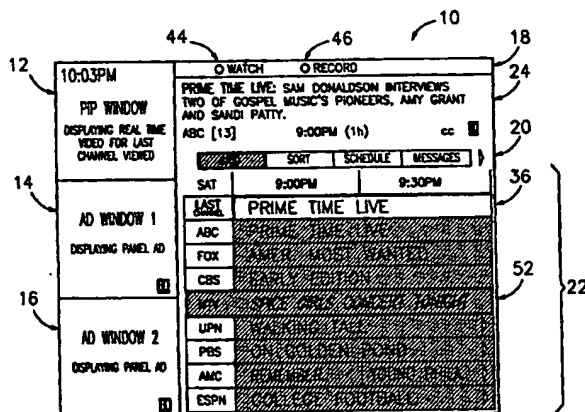 10
44
46
18
12
24
10:03PM
WATCH
RECORD
PIP WINDOW
DISPLAYING REAL TIME
VIDEO FOR LAST
CHANNEL VIEWED
PRIME TIME LIVE: SAM DONALDSON INTERVIEWS
TWO OF GOSPEL MUSIC'S PIONEERS, AMY GRANT
AND SANDI PATTY.
ABC [13] 9:00PM (1h) cc
20
SORT SCHEDULE MESSAGES
14
SAT 9:00PM 9:30PM
36
AD WINDOW 1
DISPLAYING PANEL AD
LAST
PRIME TIME LIVE
ABC PRIME TIME LIVE
FOX AMER. MOST WANTED
CBS EARLY EDITION
52
16
SPICE GIRLS CONCERT TONIGHT
22
AD WINDOW 2
DISPLAYING PANEL AD
UPN WALKING TALL
PBS ON GOLDEN POND
AMC REMEMBER YOUNG
ESPN COLLEGE FOOTBALL